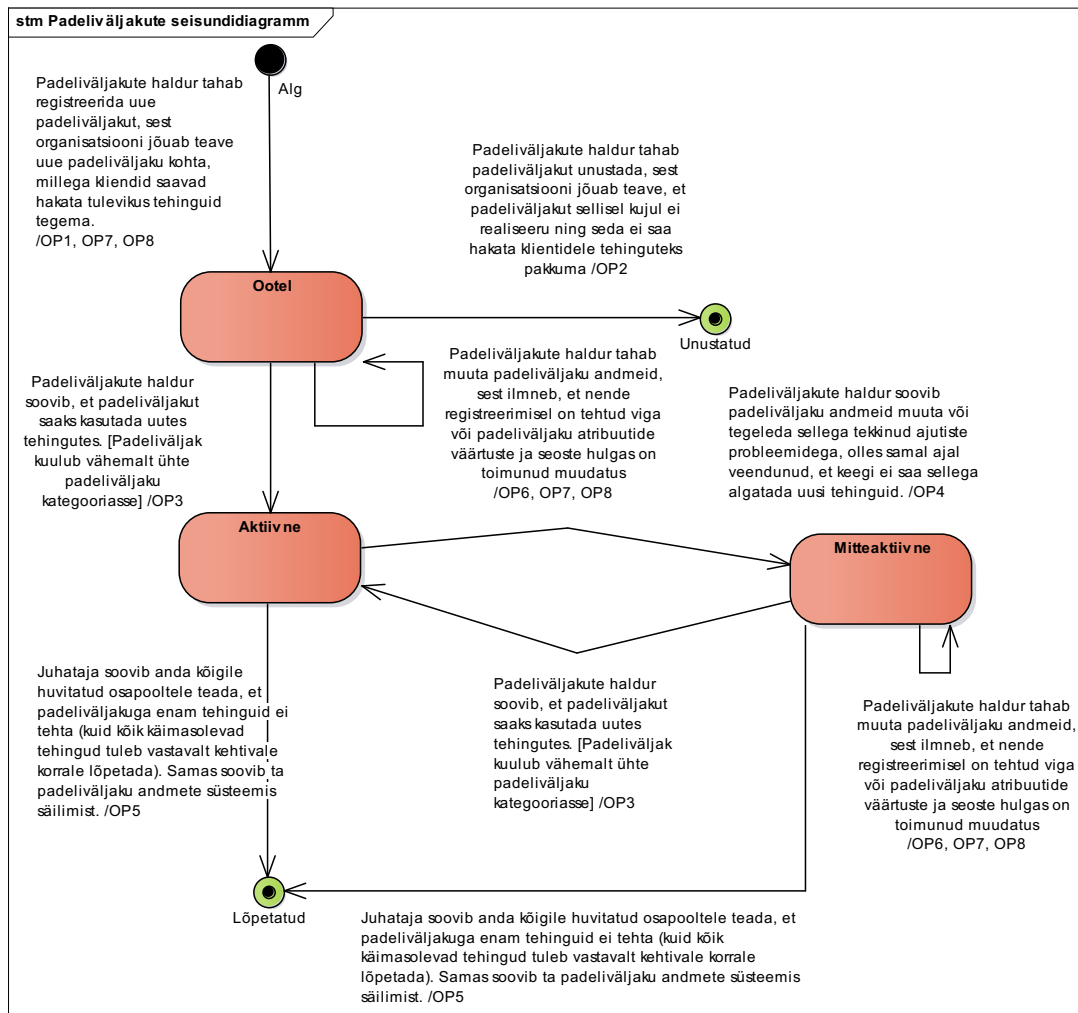 stm Padeliväljakute seisundidiagramm
Alg
Padeliväljakute haldur tahab
registreerida uue
padeliväljakut, sest
organisatsiooni jõuab teave
uue padeliväljaku kohta,
millega kliendid saavad
hakata tulevikus tehinguid
tegema.
/OP1, OP7, OP8
Padeliväljakute haldur tahab
padeliväljakut unustada, sest
organisatsiooni jõuab teave, et
padeliväljakut sellisel kujul ei
realiseeru ning seda ei saa
hakata klientidele tehinguteks
pakkuma /OP2
Ootel
Unustatud
Padeliväljakute haldur tahab
muuta padeliväljaku andmeid,
sest ilmneb, et nende
registreerimisel on tehtud viga
või padeliväljaku atribuutide
väärtuste ja seoste hulgas on
toimunud muudatus
/OP6, OP7, OP8
Padeliväljakute haldur
soovib, et padeliväljakut
saaks kasutada uutes
tehingutes. [Padeliväljak
kuulub vähemalt ühte
padeliväljaku
kategooriasse] /OP3
Padeliväljakute haldur soovib
padeliväljaku andmeid muuta või
tegeleda sellega tekkinud ajutiste
probleemidega, olles samal ajal
veendunud, et keegi ei saa sellega
algatada uusi tehinguid. /OP4
Aktiivne
Mitteaktiivne
Juhataja soovib anda kõigile
huvitatud osapooltele teada, et
padeliväljakuga enam tehinguid ei
tehta (kuid kõik käimasolevad
tehingud tuleb vastavalt kehtivale
korrale lõpetada). Samas soovib ta
padeliväljaku andmete süsteemis
säilimist. /OP5
Padeliväljakute haldur
soovib, et padeliväljakut
saaks kasutada uutes
tehingutes. [Padeliväljak
kuulub vähemalt ühte
padeliväljaku
kategooriasse] /OP3
Padeliväljakute haldur tahab
muuta padeliväljaku andmeid,
sest ilmneb, et nende
registreerimisel on tehtud viga
või padeliväljaku atribuutide
väärtuste ja seoste hulgas on
toimunud muudatus
/OP6, OP7, OP8
Lõpetatud
Juhataja soovib anda kõigile huvitatud osapooltele teada, et
padeliväljakuga enam tehinguid ei tehta (kuid kõik
käimasolevad tehingud tuleb vastavalt kehtivale korrale
lõpetada). Samas soovib ta padeliväljaku andmete süsteemis
säilimist. /OP5